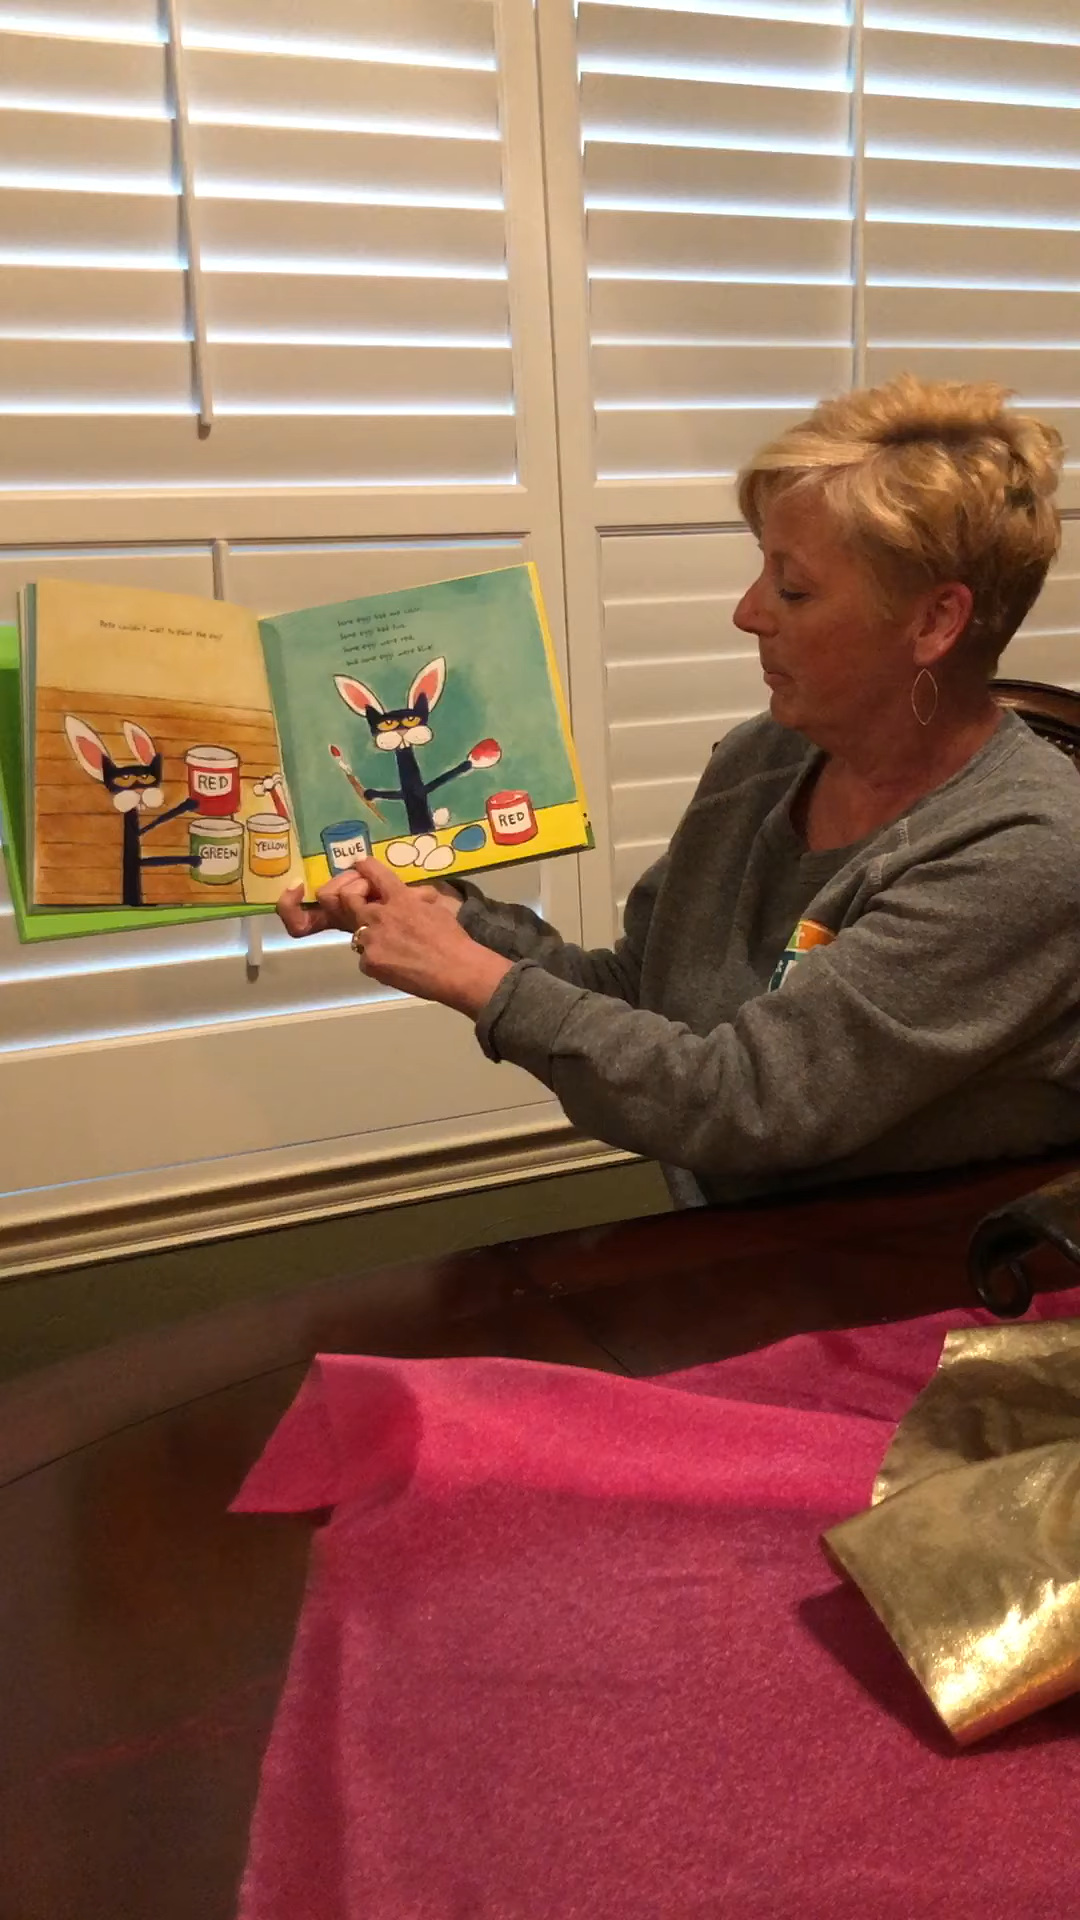 Pete couldn't wait to paint the eggs
Some eggs had one color.
Some eggs had two.
Some eggs were red,
and some eggs were blue.
RED
GREEN
YELLOW
BLUE
RED